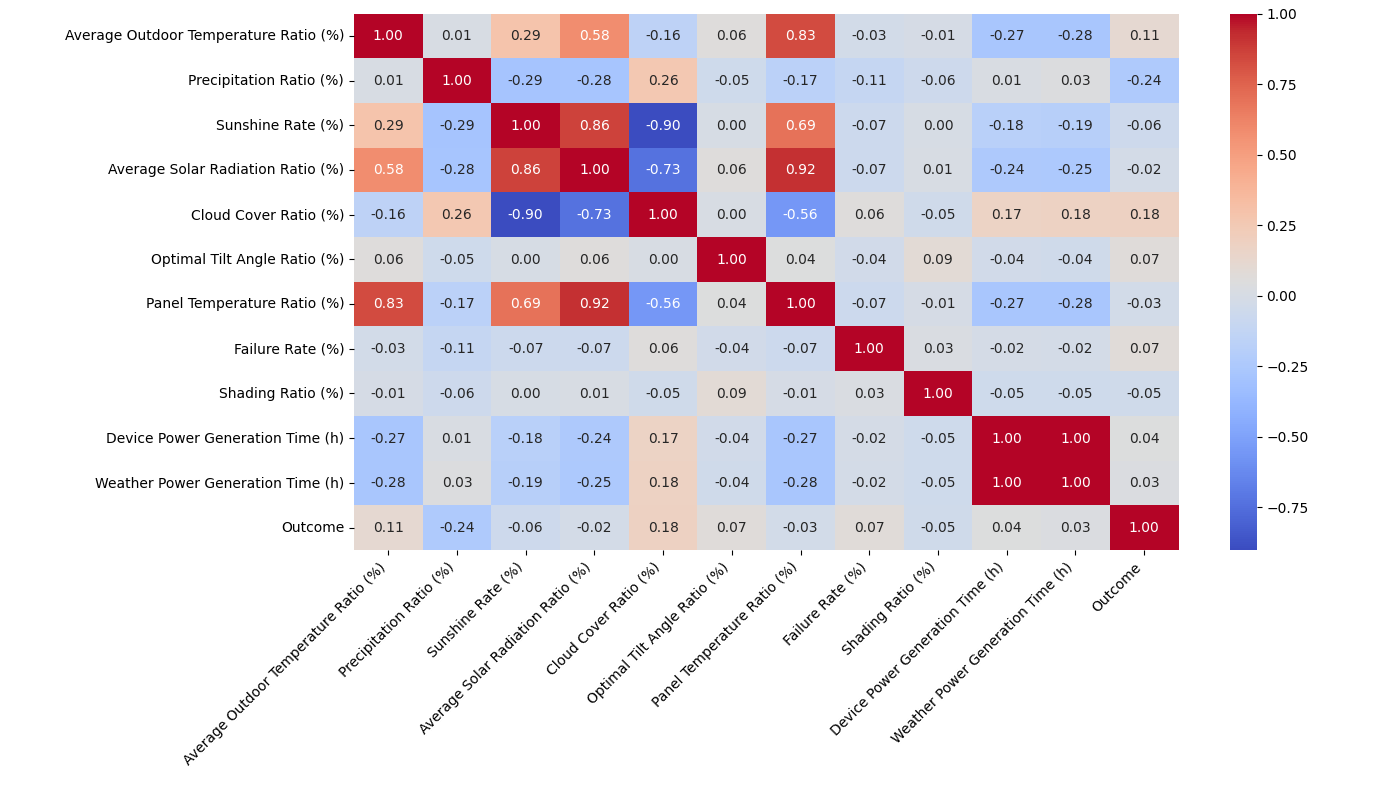 Average Outdoor Temperature Ratio (%) 1.00 0.01 0.29 0.58 -0.16 0.06 0.83 -0.03 -0.01 -0.27 -0.28 0.11
Precipitation Ratio (%) 0.01 1.00 -0.29 -0.28 0.26 -0.05 -0.17 -0.11 -0.06 0.01 0.03 -0.24
Sunshine Rate (%) 0.29 -0.29 1.00 0.86 -0.90 0.00 0.69 -0.07 0.00 -0.18 -0.19 -0.06
Average Solar Radiation Ratio (%) 0.58 -0.28 0.86 1.00 -0.73 0.06 0.92 -0.07 0.01 -0.24 -0.25 -0.02
Cloud Cover Ratio (%) -0.16 0.26 -0.90 -0.73 1.00 0.00 -0.56 0.06 -0.05 0.17 0.18 0.18
Optimal Tilt Angle Ratio (%) 0.06 -0.05 0.00 0.06 0.00 1.00 0.04 -0.04 0.09 -0.04 -0.04 0.07
Panel Temperature Ratio (%) 0.83 -0.17 0.69 0.92 -0.56 0.04 1.00 -0.07 -0.01 -0.27 -0.28 -0.03
Failure Rate (%) -0.03 -0.11 -0.07 -0.07 0.06 -0.04 -0.07 1.00 0.03 -0.02 -0.02 0.07
Shading Ratio (%) -0.01 -0.06 0.00 0.01 -0.05 0.09 -0.01 0.03 1.00 -0.05 -0.05 -0.05
Device Power Generation Time (h) -0.27 0.01 -0.18 -0.24 0.17 -0.04 -0.27 -0.02 -0.05 1.00 1.00 0.04
Weather Power Generation Time (h) -0.28 0.03 -0.19 -0.25 0.18 -0.04 -0.28 -0.02 -0.05 1.00 1.00 0.03
Outcome 0.11 -0.24 -0.06 -0.02 0.18 0.07 -0.03 0.07 -0.05 0.04 0.03 1.00
Average Outdoor Temperature Ratio (%)
Precipitation Ratio (%)
Sunshine Rate (%)
Average Solar Radiation Ratio (%)
Cloud Cover Ratio (%)
Optimal Tilt Angle Ratio (%)
Panel Temperature Ratio (%)
Failure Rate (%)
Shading Ratio (%)
Device Power Generation Time (h)
Weather Power Generation Time (h)
Outcome
1.00
0.75
0.50
0.25
0.00
−0.25
−0.50
−0.75